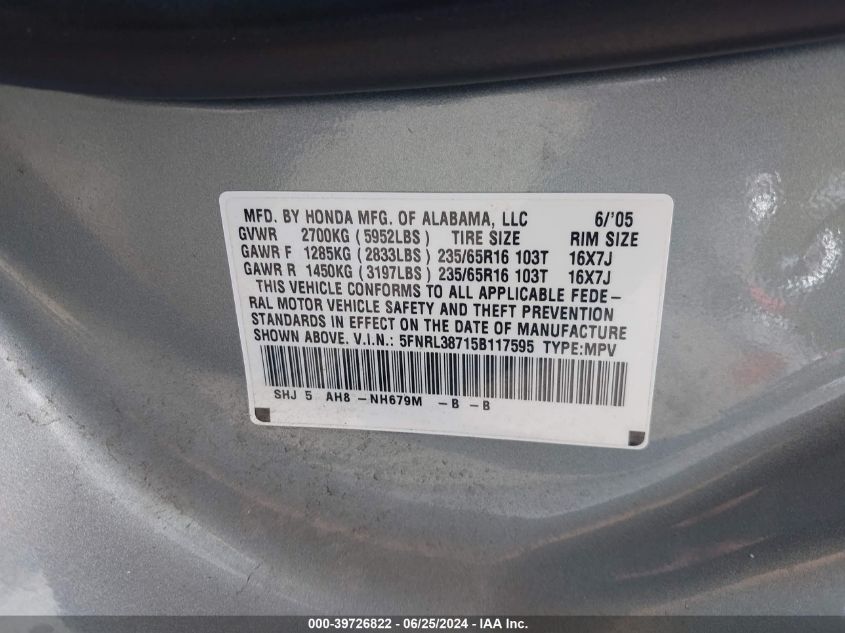 MFD. BY HONDA MFG. OF ALABAMA, LLC 6/'05
GVWR 2700KG (5952LBS) TIRE SIZE RIM SIZE
GAWR F 1285KG (2833LBS) 235/65R16 103T 16X7J
GAWR R 1450KG (3197LBS) 235/65R16 103T 16X7J
THIS VEHICLE CONFORMS TO ALL APPLICABLE FEDE-
RAL MOTOR VEHICLE SAFETY AND THEFT PREVENTION
STANDARDS IN EFFECT ON THE DATE OF MANUFACTURE
SHOWN ABOVE. V.I.N.: 5FNRL38715B117595 TYPE:MPV
SHJ 5 AH8 -NH679M -B -B
000-39726822 - 06/25/2024 - Copyright © 2024 - IAA, Inc.